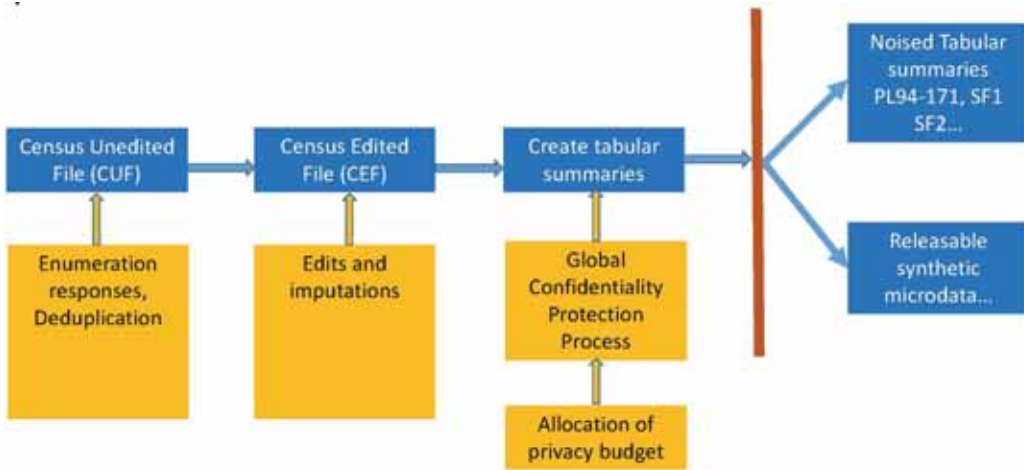 Census Unedited
File (CUF)
Census Edited
File (CEF)
Create tabular
summaries
Noised Tabular
summaries
PL94-171, SF1
SF2...
Releasable
synthetic
microdata...
Enumeration
responses,
Deduplication
Edits and
imputations
Global
Confidentiality
Protection
Process
Allocation of
privacy budget